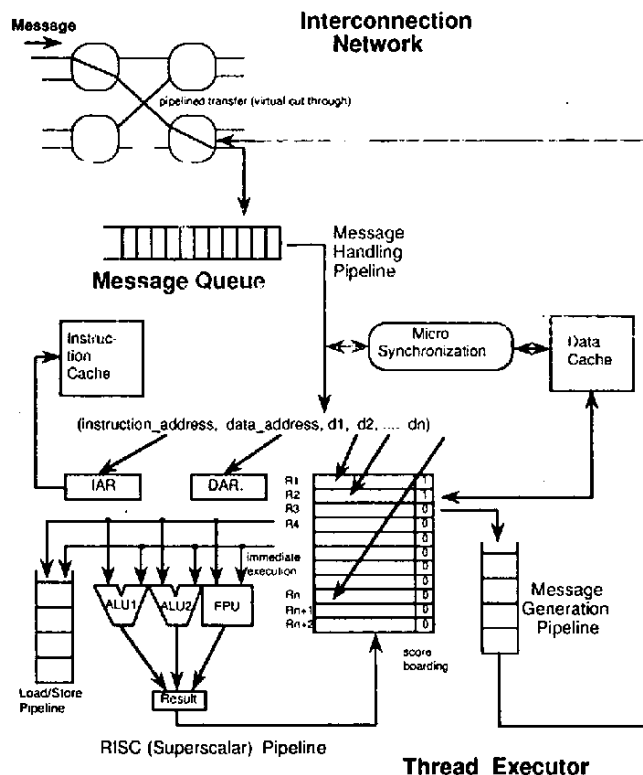 Message
Interconnection
Network
pipelined transfer (virtual cut through)
Message Queue
Message
Handling
Pipeline
Instruc-
tion
Cache
Micro
Synchronization
Data
Cache
(instruction_address, data_address, d1, d2, .... dn)
IAR
DAR.
R1 1
R2 1
R3 0
R4 0
0
0
0
0
Rn 0
Rn+1 0
Rn+2 0
immediate
execution
ALU1
ALU2
FPU
Result
Load/Store
Pipeline
score
boarding
Message
Generation
Pipeline
RISC (Superscalar) Pipeline
Thread Executor